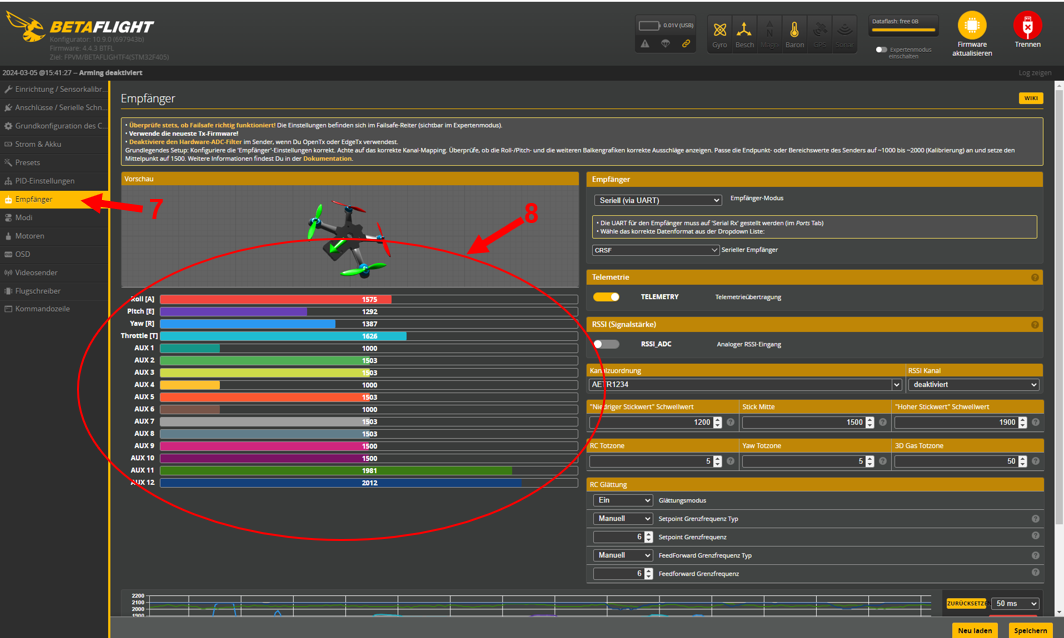 BETAFLIGHT
Konfigurator: 10.9.0 (e97943fb)
Firmware: 4.4.3 BTFL
Ziel: FPVM/BETAFLIGHTF4(STM32F405)
0.01V (USB)
Gyro
Besch
Baron
Dataflash: free 0B
Expertenmodus
einschalten
Firmware
aktualisieren
Trennen
2024-03-05 @15:41:27 -- Arming deaktiviert
Log zeigen
Einrichtung / Sensorkalibr...
Anschlüsse / Serielle Schn...
Grundkonfiguration des C...
Strom & Akku
Presets
PID-Einstellungen
Empfänger
Modi
Motoren
OSD
Videosender
Flugschreiber
Kommandozeile
7
8
Empfänger
WIKI
• Überprüfe stets, ob Failsafe richtig funktioniert! Die Einstellungen befinden sich im Failsafe-Reiter (sichtbar im Expertenmodus).
• Verwende die neueste Tx-Firmware!
• Deaktiviere den Hardware-ADC-Filter im Sender, wenn Du OpenTx oder EdgeTx verwendest.
Grundlegendes Setup: Konfiguriere die 'Empfänger'-Einstellungen korrekt. Achte auf das korrekte Kanal-Mapping. Überprüfe, ob die Roll-/Pitch- und die weiteren Balkengrafiken korrekte Ausschläge anzeigen. Passe die Endpunkt- oder Bereichswerte des Senders auf ~1000 bis ~2000 (Kalibrierung) an und setze den
Mittelpunkt auf 1500. Weitere Informationen findest Du in der Dokumentation.
Vorschau
Roll [A] 1575
Pitch [E] 1292
Yaw [R] 1387
Throttle [T] 1626
AUX 1 1000
AUX 2 1503
AUX 3 1503
AUX 4 1000
AUX 5 1503
AUX 6 1000
AUX 7 1503
AUX 8 1503
AUX 9 1500
AUX 10 1500
AUX 11 1981
AUX 12 2012
Empfänger
Seriell (via UART) Empfänger-Modus
• Die UART für den Empfänger muss auf 'Serial Rx' gestellt werden (im Ports Tab)
• Wähle das korrekte Datenformat aus der Dropdown Liste:
CRSF Serieller Empfänger
Telemetrie
TELEMETRY Telemetrieübertragung
RSSI (Signalstärke)
RSSI_ADC Analoger RSSI-Eingang
Kanalzuordnung RSSI Kanal
AETR1234 deaktiviert
"Niedriger Stickwert" Schwellwert Stick Mitte "Hoher Stickwert" Schwellwert
1200 1500 1900
RC Totzone Yaw Totzone 3D Gas Totzone
5 5 50
RC Glättung
Ein Glättungsmodus
Manuell Setpoint Grenzfrequenz Typ
6 Setpoint Grenzfrequenz
Manuell FeedForward Grenzfrequenz Typ
6 Feedforward Grenzfrequenz
2200
2100
2000
1900
ZURÜCKSETZE 50 ms
Neu laden Speichern